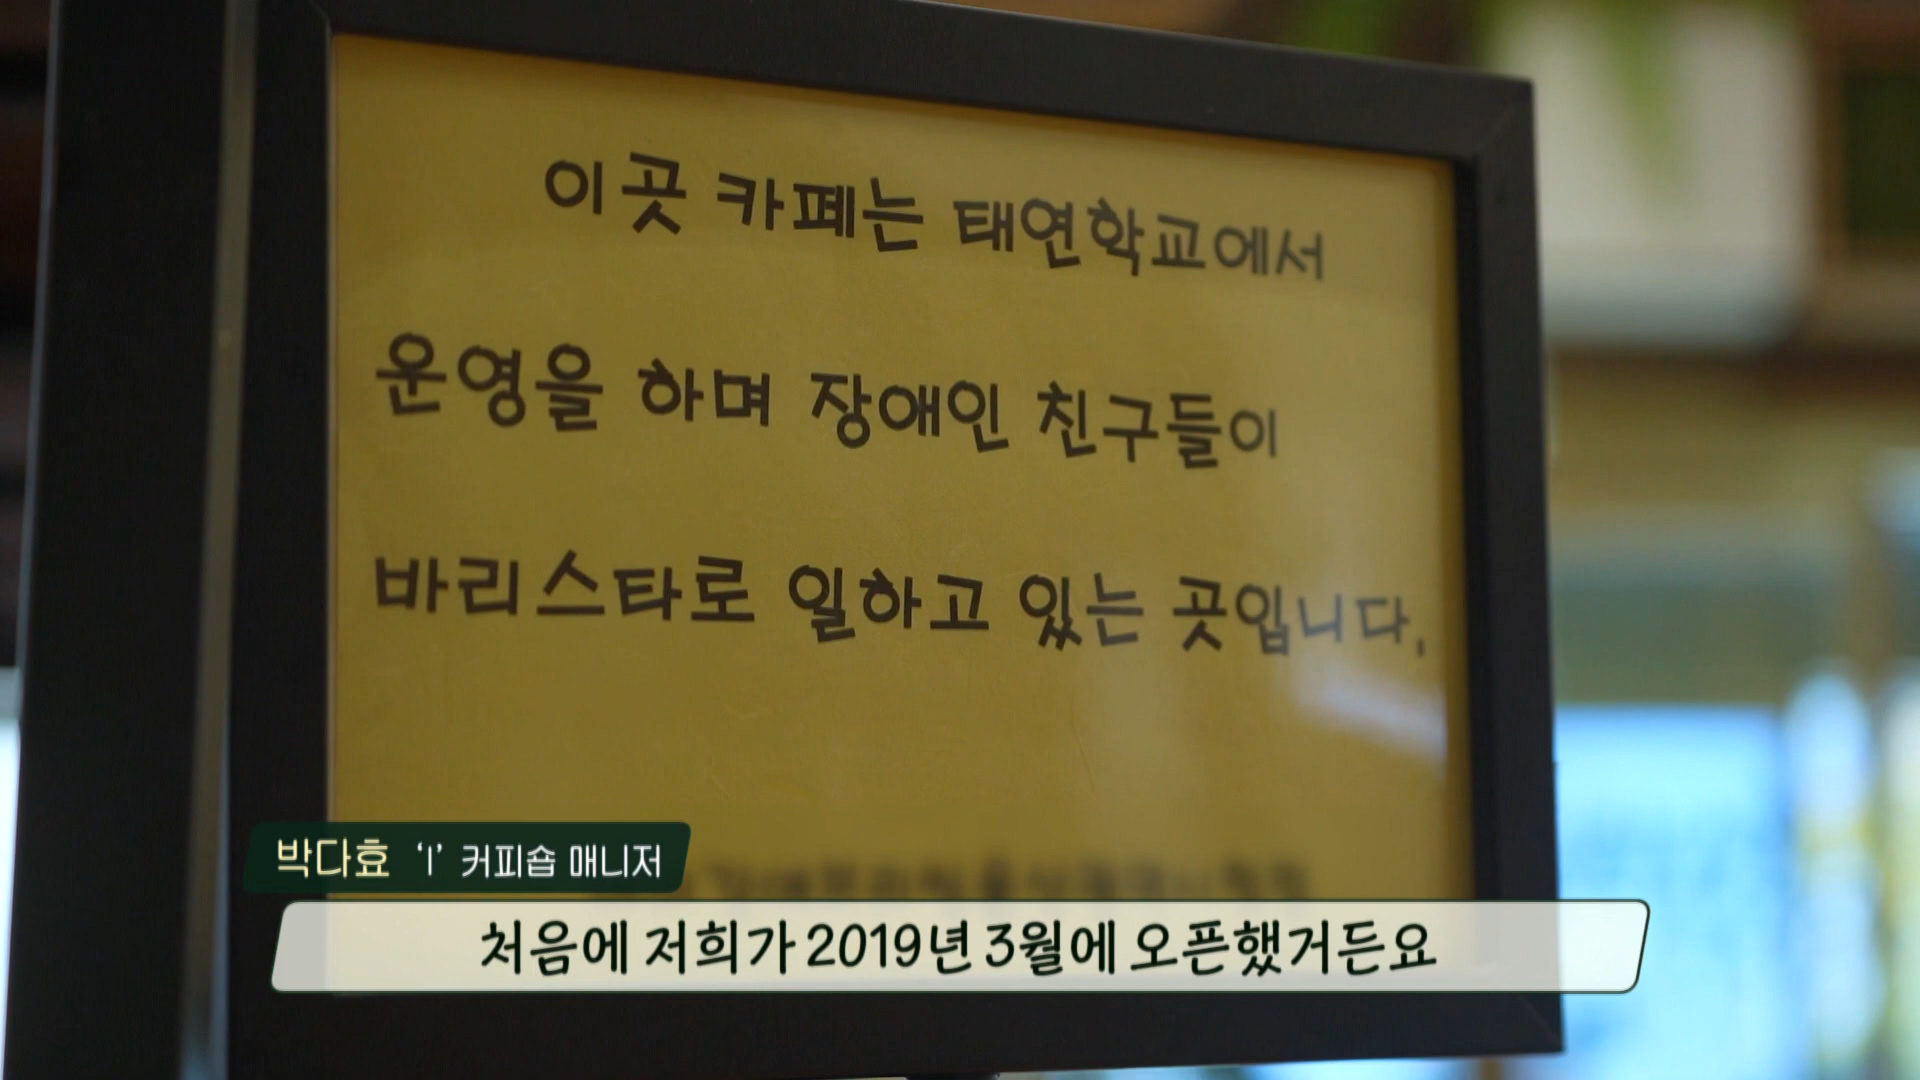 이곳 카페는 태연학교에서
운영을 하며 장애인 친구들이
바리스타로 일하고 있는 곳입니다.
박다효 'I' 커피숍 매니저
처음에 저희가 2019년 3월에 오픈했거든요